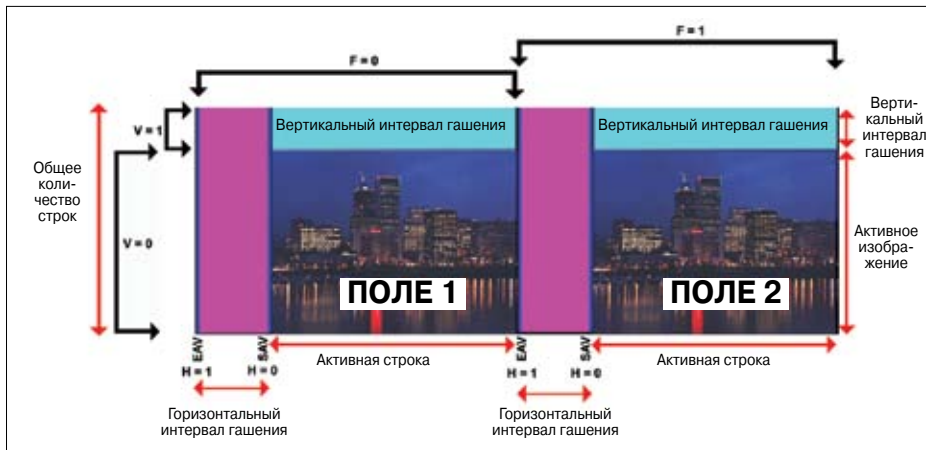 F = 1
F = 0
V = 1
V = 0
Общее
коли-
чество
строк
Вертикальный интервал гашения
Вертикальный интервал гашения
Верти-
кальный
интервал
гашения
Активное
изобра-
жение
ПОЛЕ 1
ПОЛЕ 2
EAV
H = 1
SAV
H = 0
Активная строка
EAV
H = 1
SAV
H = 0
Активная строка
Горизонтальный
интервал гашения
Горизонтальный
интервал гашения